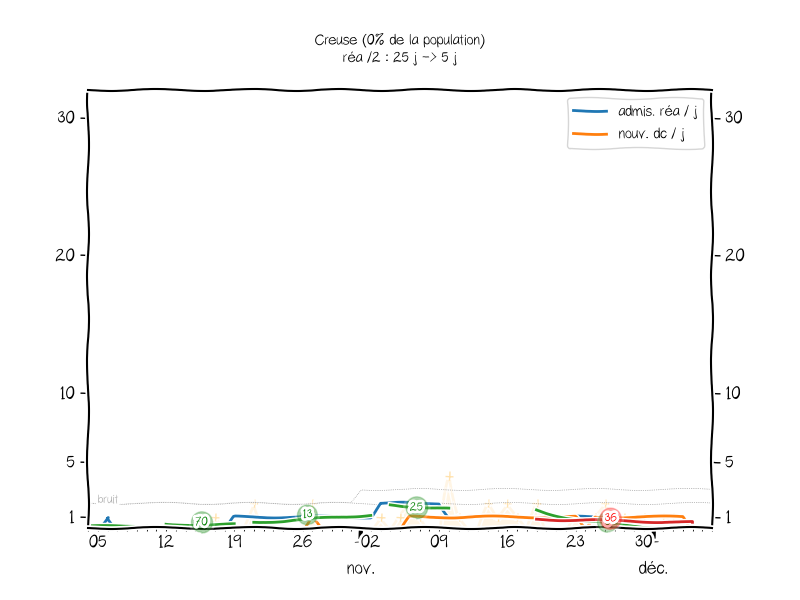 Creuse (0% de la population)
réa /2 : 25 j -> 5 j
admis. réa / j
nouv. dc / j
30 30
20 20
10 10
5 5
bruit
1 1
70 13 25 36
05 12 19 26 02 09 16 23 30
nov. déc.